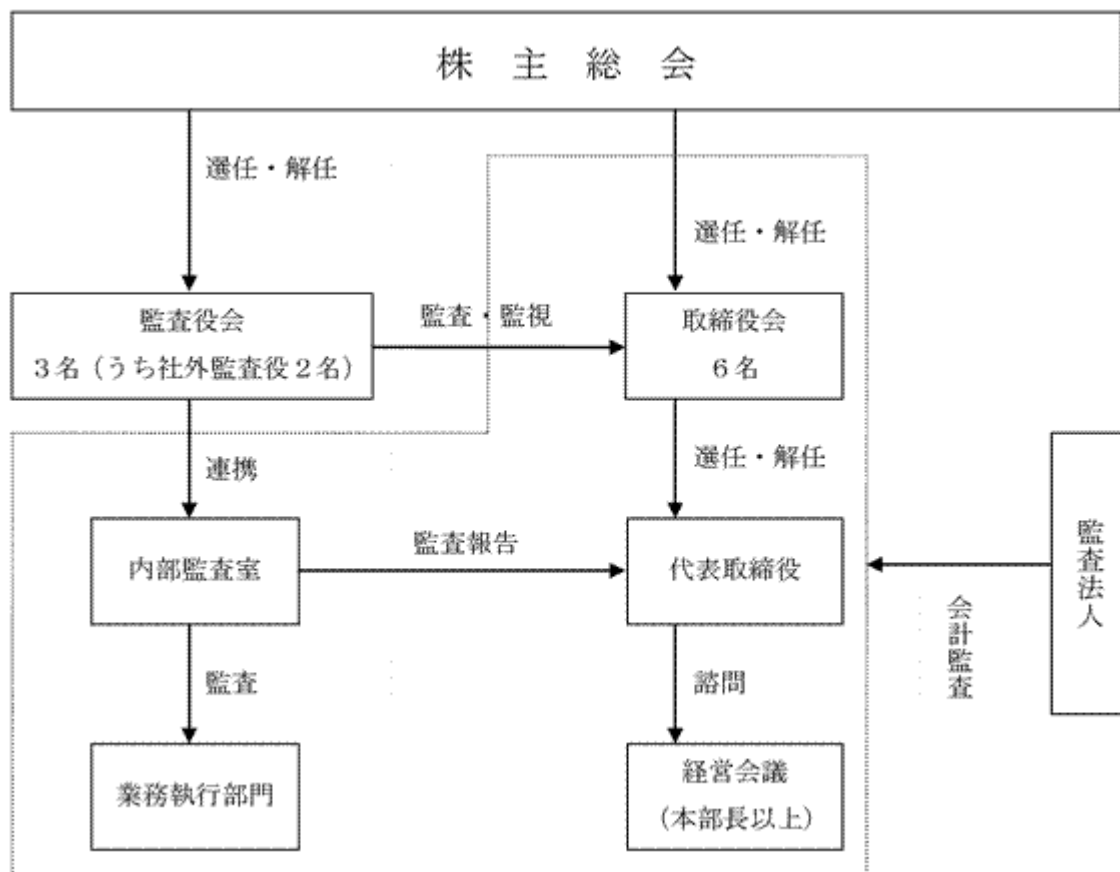 株主総会
選任・解任
選任・解任
監査役会
3名（うち社外監査役2名）
監査・監視
取締役会
6名
連携
選任・解任
内部監査室
監査報告
代表取締役
会計監査
監査法人
監査
諮問
業務執行部門
経営会議
（本部長以上）